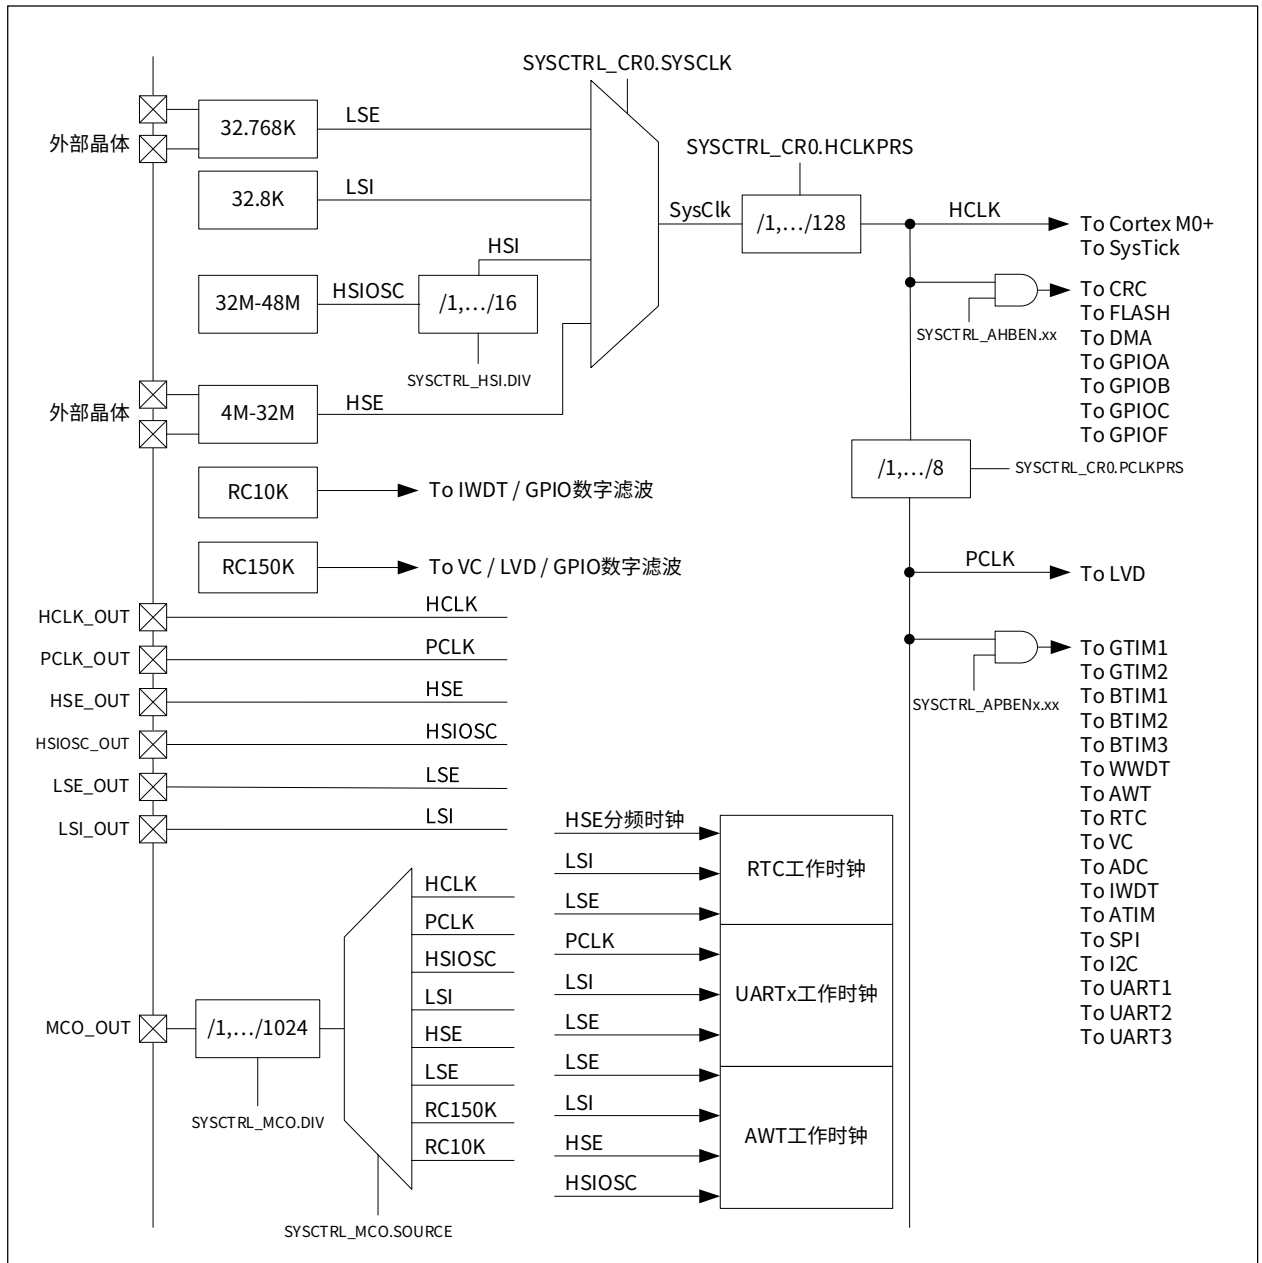 SYSCTRL_CR0.SYSCLK
外部晶体
32.768K
LSE
32.8K
LSI
HSI
32M-48M
HSIOSC
/1,.../16
SYSCTRL_HSI.DIV
外部晶体
4M-32M
HSE
SYSCTRL_CR0.HCLKPRS
SysClk
/1,.../128
HCLK
To Cortex M0+
To SysTick
SYSCTRL_AHBEN.xx
To CRC
To FLASH
To DMA
To GPIOA
To GPIOB
To GPIOC
To GPIOF
/1,.../8
SYSCTRL_CR0.PCLKPRS
RC10K
To IWDT / GPIO数字滤波
RC150K
To VC / LVD / GPIO数字滤波
PCLK
To LVD
SYSCTRL_APBENx.xx
To GTIM1
To GTIM2
To BTIM1
To BTIM2
To BTIM3
To WWDT
To AWT
To RTC
To VC
To ADC
To IWDT
To ATIM
To SPI
To I2C
To UART1
To UART2
To UART3
HCLK_OUT
HCLK
PCLK_OUT
PCLK
HSE_OUT
HSE
HSIOSC_OUT
HSIOSC
LSE_OUT
LSE
LSI_OUT
LSI
MCO_OUT
/1,.../1024
SYSCTRL_MCO.DIV
HCLK
PCLK
HSIOSC
LSI
HSE
LSE
RC150K
RC10K
SYSCTRL_MCO.SOURCE
HSE分频时钟
LSI
LSE
RTC工作时钟
PCLK
LSI
LSE
UARTx工作时钟
LSE
LSI
HSE
HSIOSC
AWT工作时钟